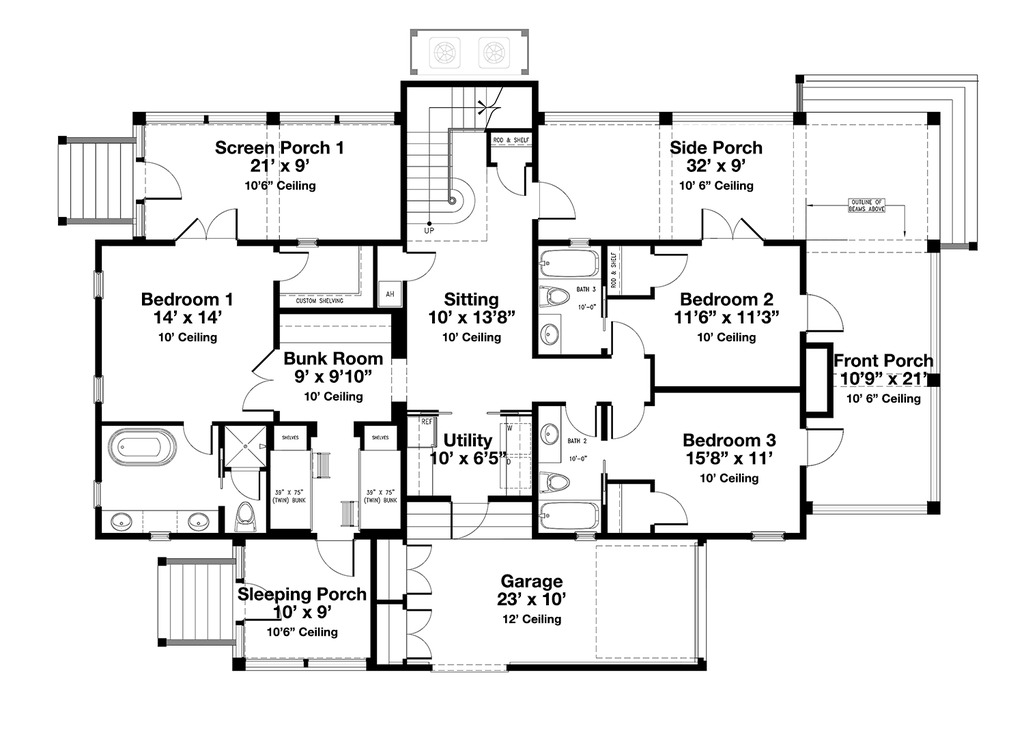 Screen Porch 1
21’ x 9’
10’6” Ceiling
ROD & SHELF
UP
Side Porch
32’ x 9’
10’ 6” Ceiling
OUTLINE OF
BEAMS ABOVE
Bedroom 1
14’ x 14’
10’ Ceiling
CUSTOM SHELVING
AH
Sitting
10’ x 13’8”
10’ Ceiling
BATH 3
10’-0”
ROD & SHELF
Bedroom 2
11’6” x 11’3”
10’ Ceiling
Bunk Room
9’ x 9’10”
10’ Ceiling
Front Porch
10’9” x 21’
10’ 6” Ceiling
SHELVES
SHELVES
39” X 75”
(TWIN) BUNK
39” X 75”
(TWIN) BUNK
REF
Utility
10’ x 6’5”
W
D
BATH 2
10’-0”
Bedroom 3
15’8” x 11’
10’ Ceiling
Sleeping Porch
10’ x 9’
10’6” Ceiling
Garage
23’ x 10’
12’ Ceiling